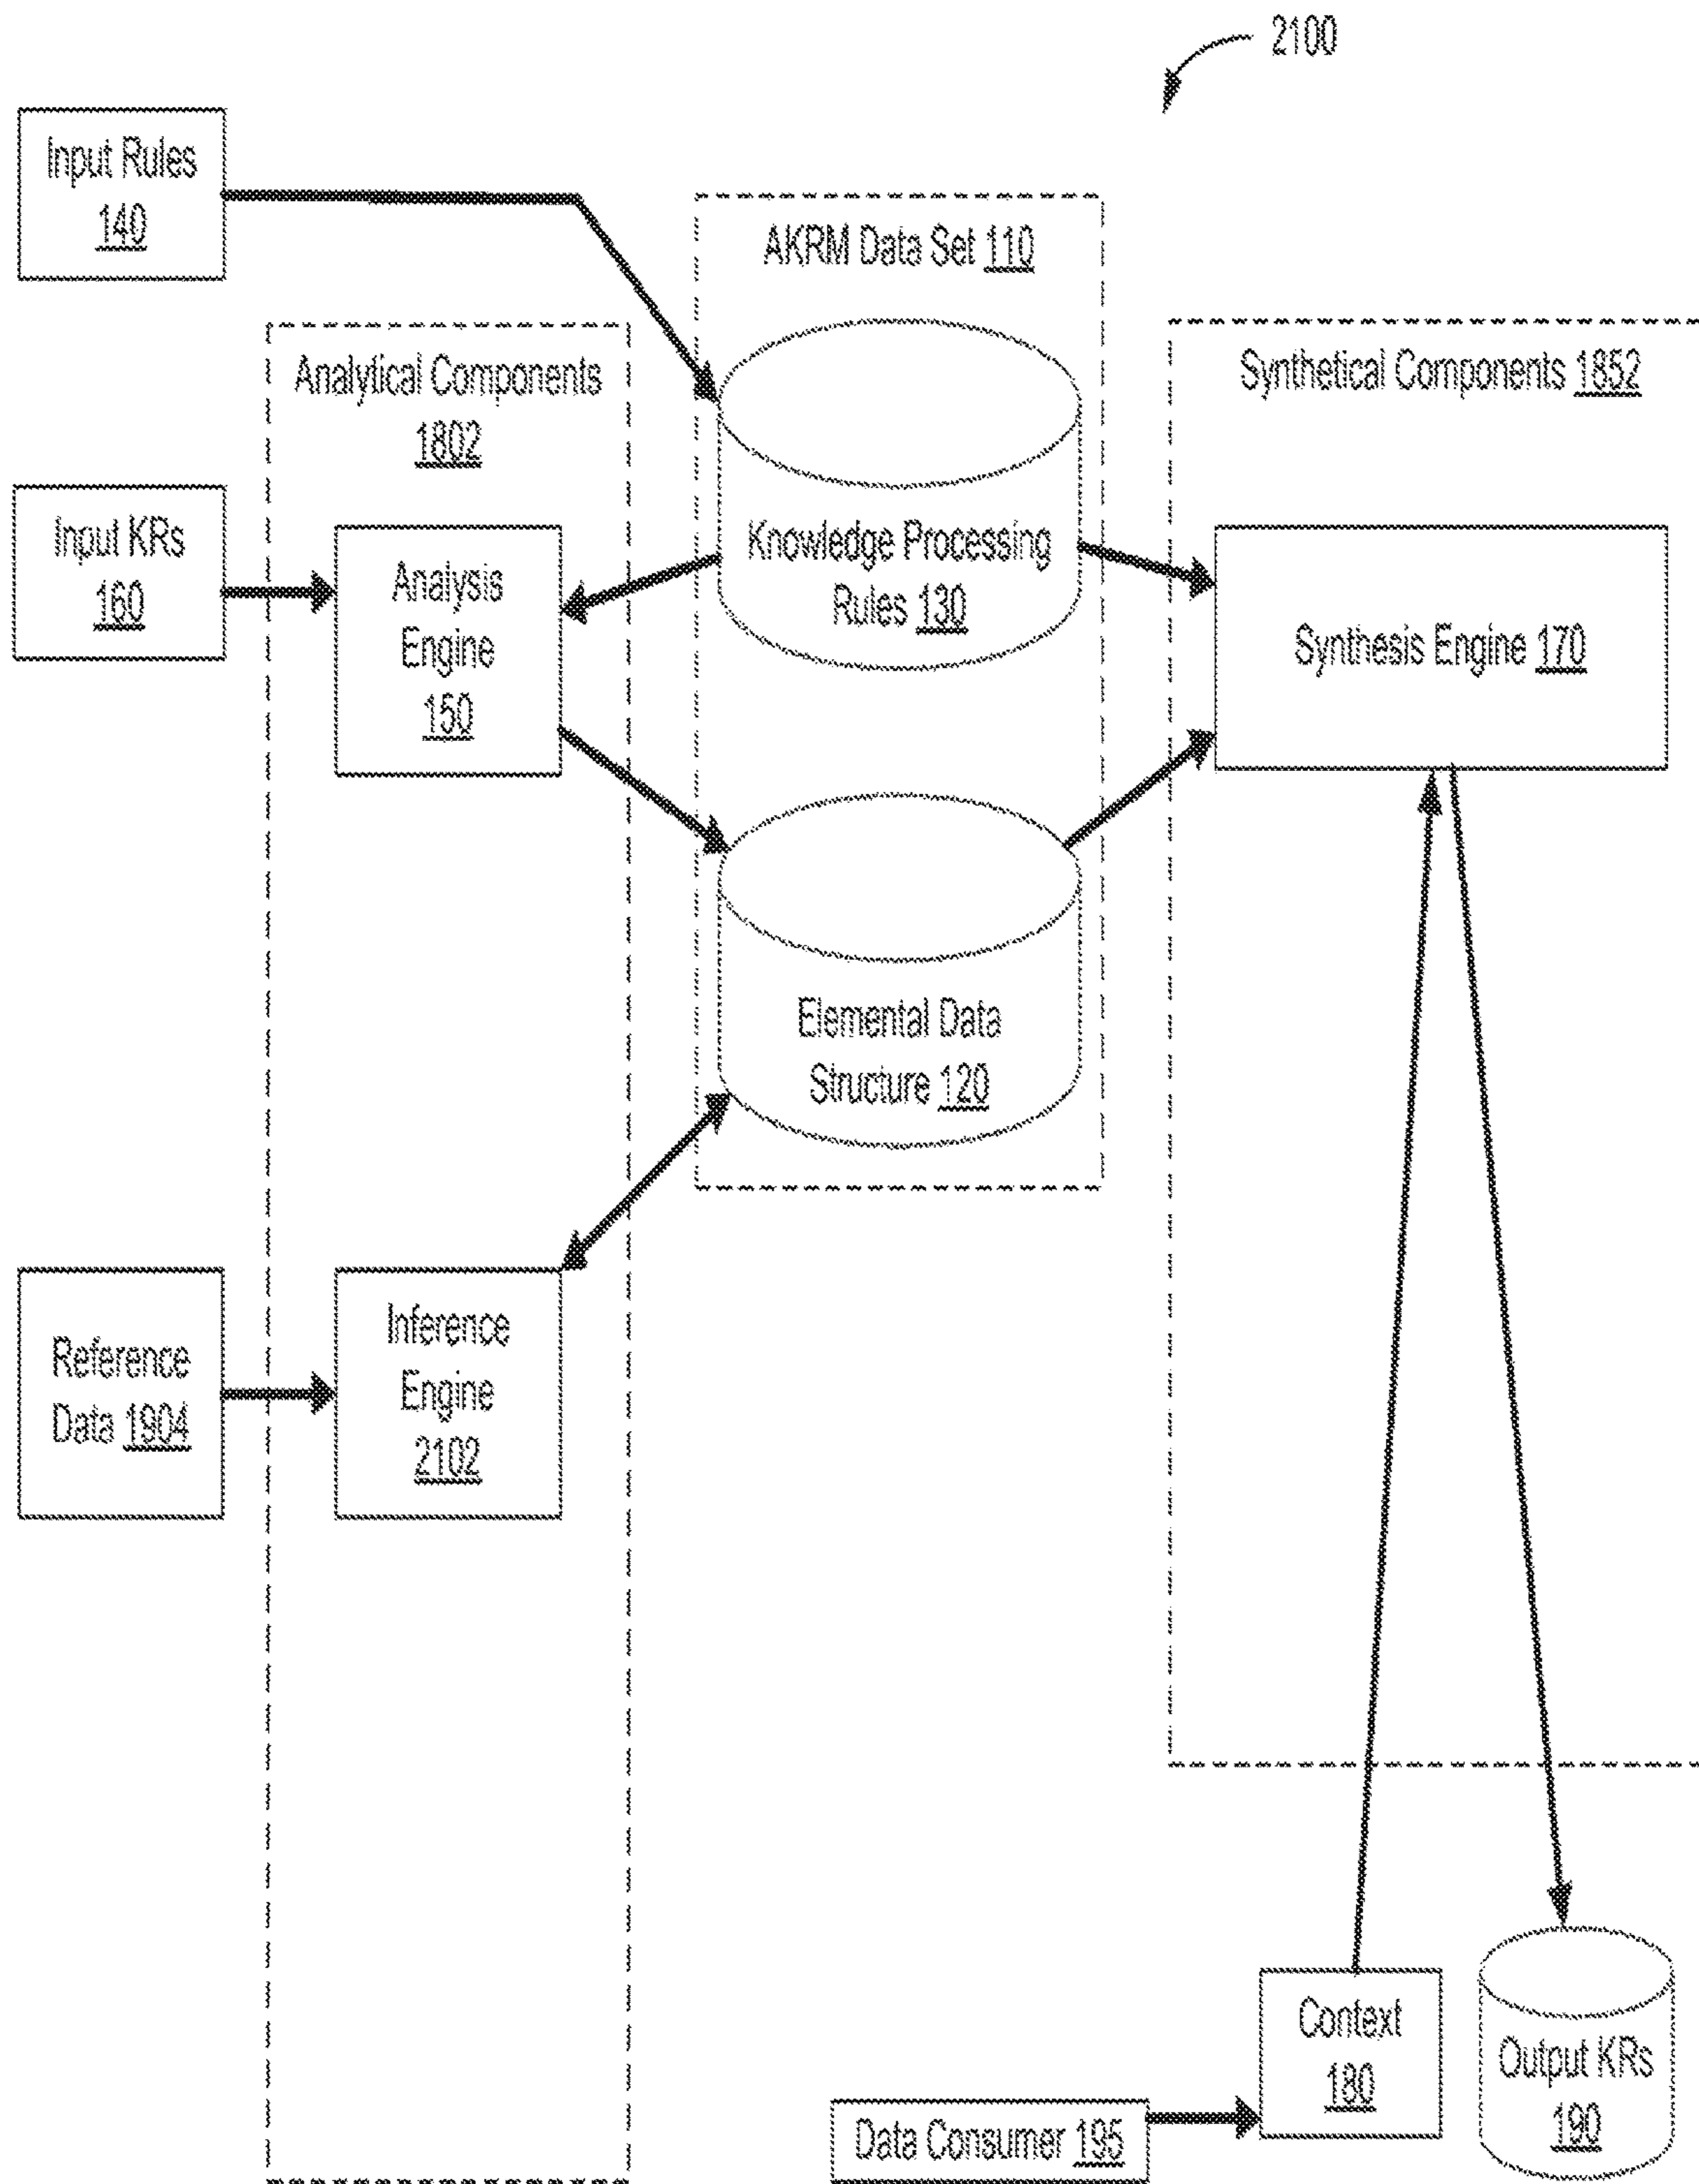 2100
Input Rules
140
AKRM Data Set 110
Analytical Components
1802
Synthetical Components 1852
Input KRs
160
Analysis
Engine
150
Knowledge Processing
Rules 130
Synthesis Engine 170
Elemental Data
Structure 120
Reference
Data 1904
Inference
Engine
2102
Context
180
Output KRs
190
Data Consumer 195